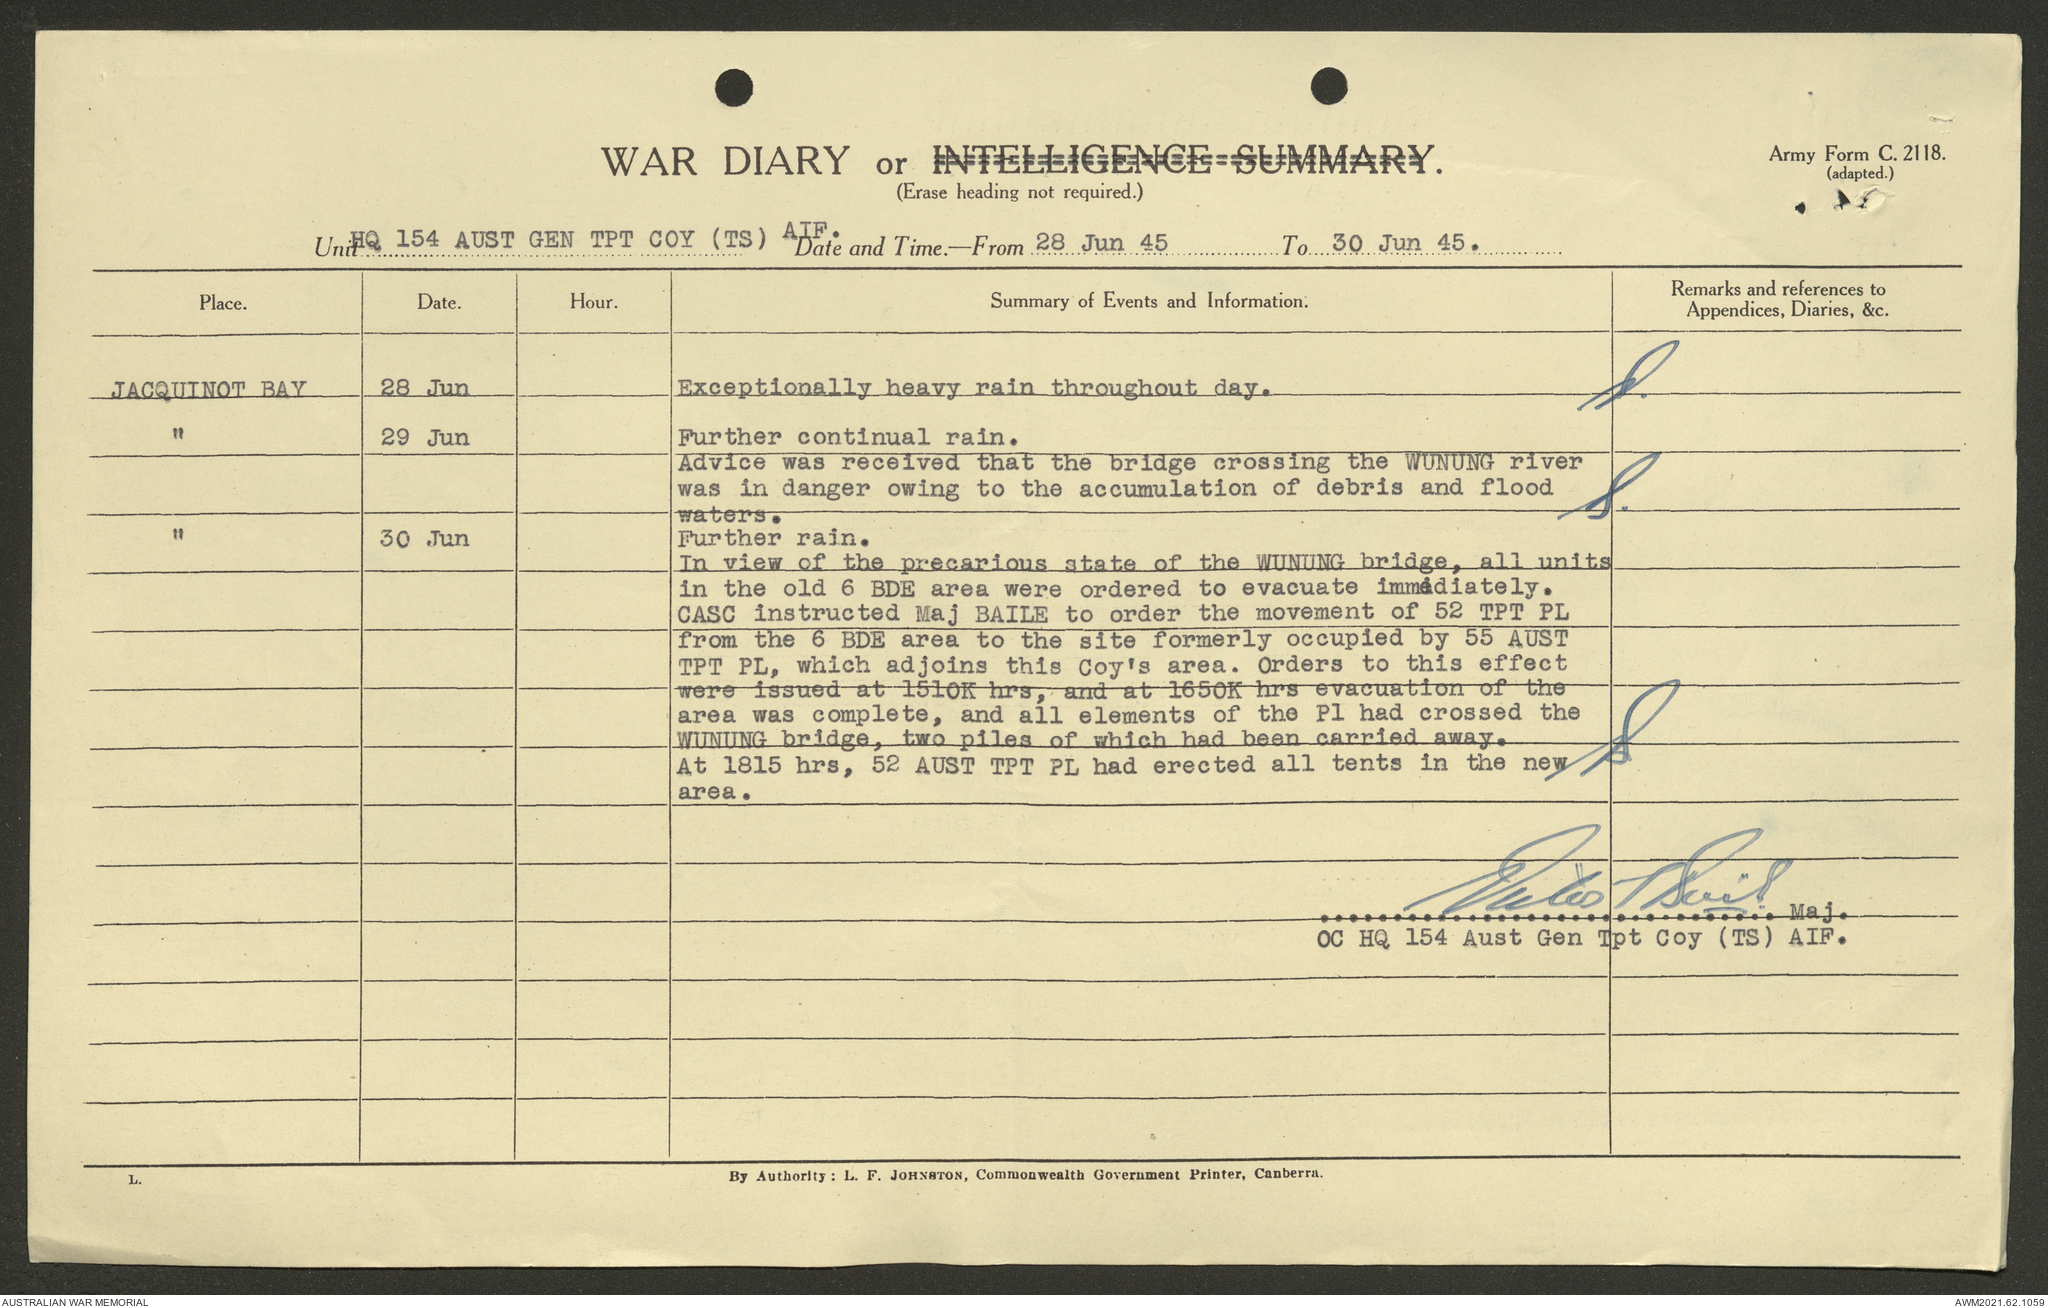 WAR DIARY or INTELLIGENCE SUMMARY.
(Erase heading not required.)
Army Form C. 2118.
(adapted.)
Unit HQ 154 AUST GEN TPT COY (TS) AIF. Date and Time.—From 28 Jun 45 To 30 Jun 45.
Place. Date. Hour. Summary of Events and Information. Remarks and references to
Appendices, Diaries, &c.
JACQUINOT BAY 28 Jun Exceptionally heavy rain throughout day.
" 29 Jun Further continual rain.
Advice was received that the bridge crossing the WUNUNG river
was in danger owing to the accumulation of debris and flood
waters.
" 30 Jun Further rain.
In view of the precarious state of the WUNUNG bridge, all units
in the old 6 BDE area were ordered to evacuate immediately.
CASC instructed Maj BAILE to order the movement of 52 TPT PL
from the 6 BDE area to the site formerly occupied by 55 AUST
TPT PL, which adjoins this Coy's area. Orders to this effect
were issued at 1510K hrs, and at 1650K hrs evacuation of the
area was complete, and all elements of the Pl had crossed the
WUNUNG bridge, two piles of which had been carried away.
At 1815 hrs, 52 AUST TPT PL had erected all tents in the new
area.
Maj.
OC HQ 154 Aust Gen Tpt Coy (TS) AIF.
L.
By Authority: L. F. JOHNSTON, Commonwealth Government Printer, Canberra.
AUSTRALIAN WAR MEMORIAL
AWM2021.62.1059